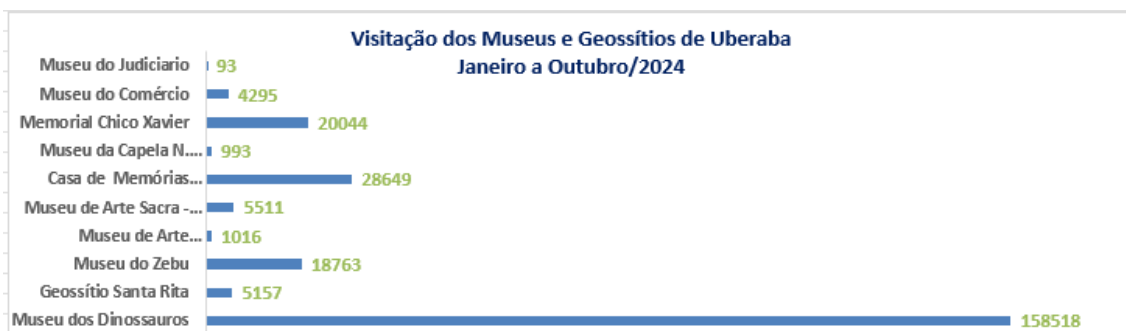 Visitação dos Museus e Geossítios de Uberaba
Janeiro a Outubro/2024
Museu do Judiciario 93
Museu do Comércio 4295
Memorial Chico Xavier 20044
Museu da Capela N.... 993
Casa de Memórias... 28649
Museu de Arte Sacra -... 5511
Museu de Arte... 1016
Museu do Zebu 18763
Geossítio Santa Rita 5157
Museu dos Dinossauros 158518